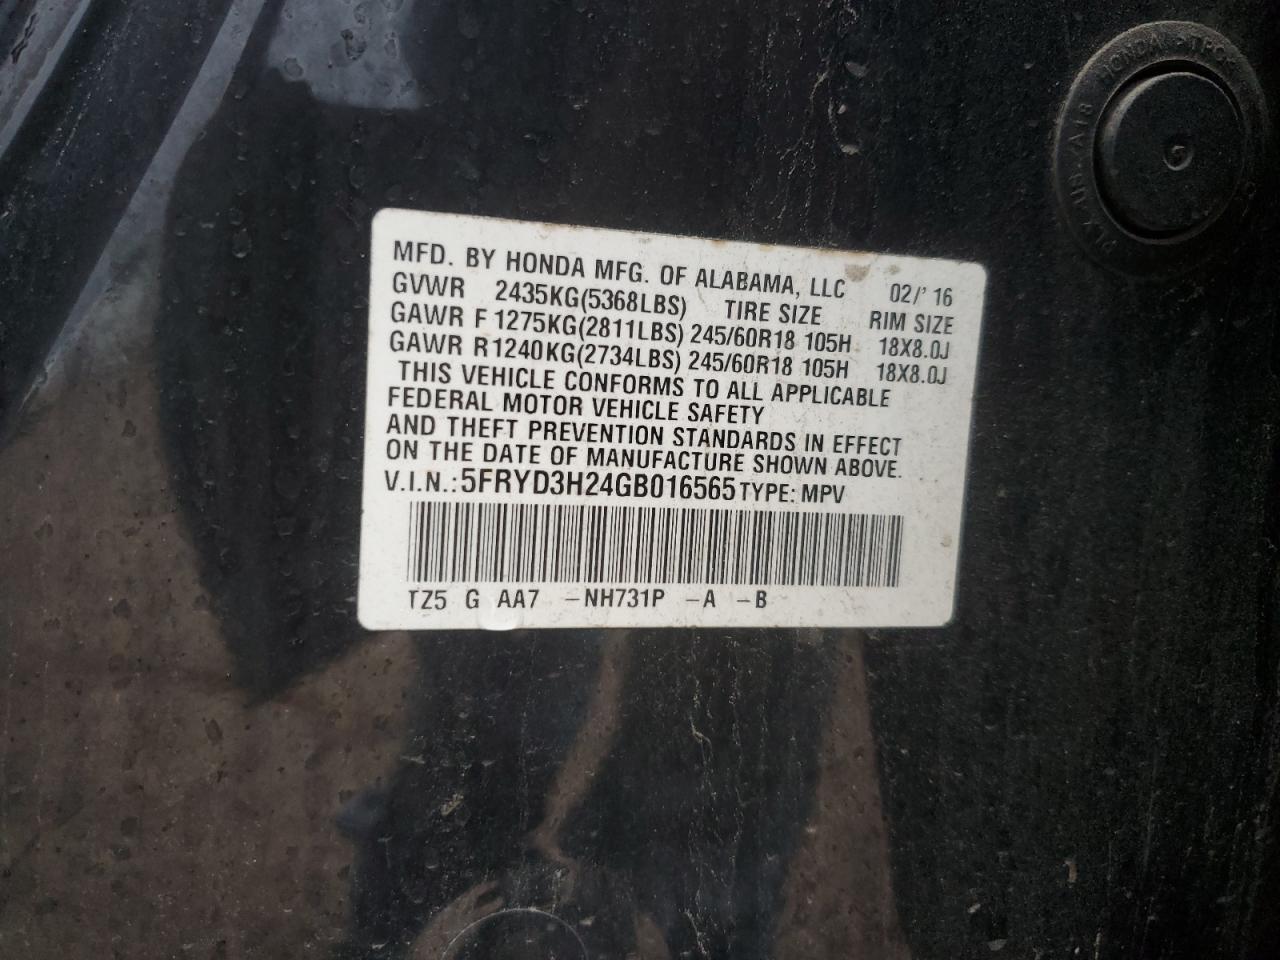 MFD. BY HONDA MFG. OF ALABAMA, LLC 02/'16
GVWR 2435KG(5368LBS) TIRE SIZE RIM SIZE
GAWR F 1275KG(2811LBS) 245/60R18 105H 18X8.0J
GAWR R1240KG(2734LBS) 245/60R18 105H 18X8.0J
THIS VEHICLE CONFORMS TO ALL APPLICABLE
FEDERAL MOTOR VEHICLE SAFETY
AND THEFT PREVENTION STANDARDS IN EFFECT
ON THE DATE OF MANUFACTURE SHOWN ABOVE.
V.I.N.:5FRYD3H24GB016565 TYPE: MPV
TZ5 G AA7 -NH731P -A -B
HONDA